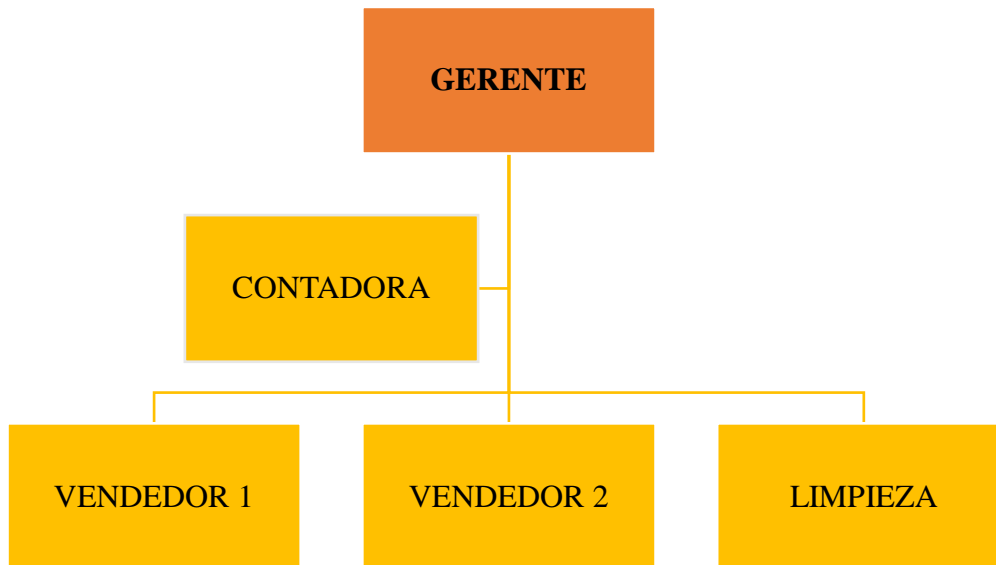 GERENTE
CONTADORA
VENDEDOR 1
VENDEDOR 2
LIMPIEZA